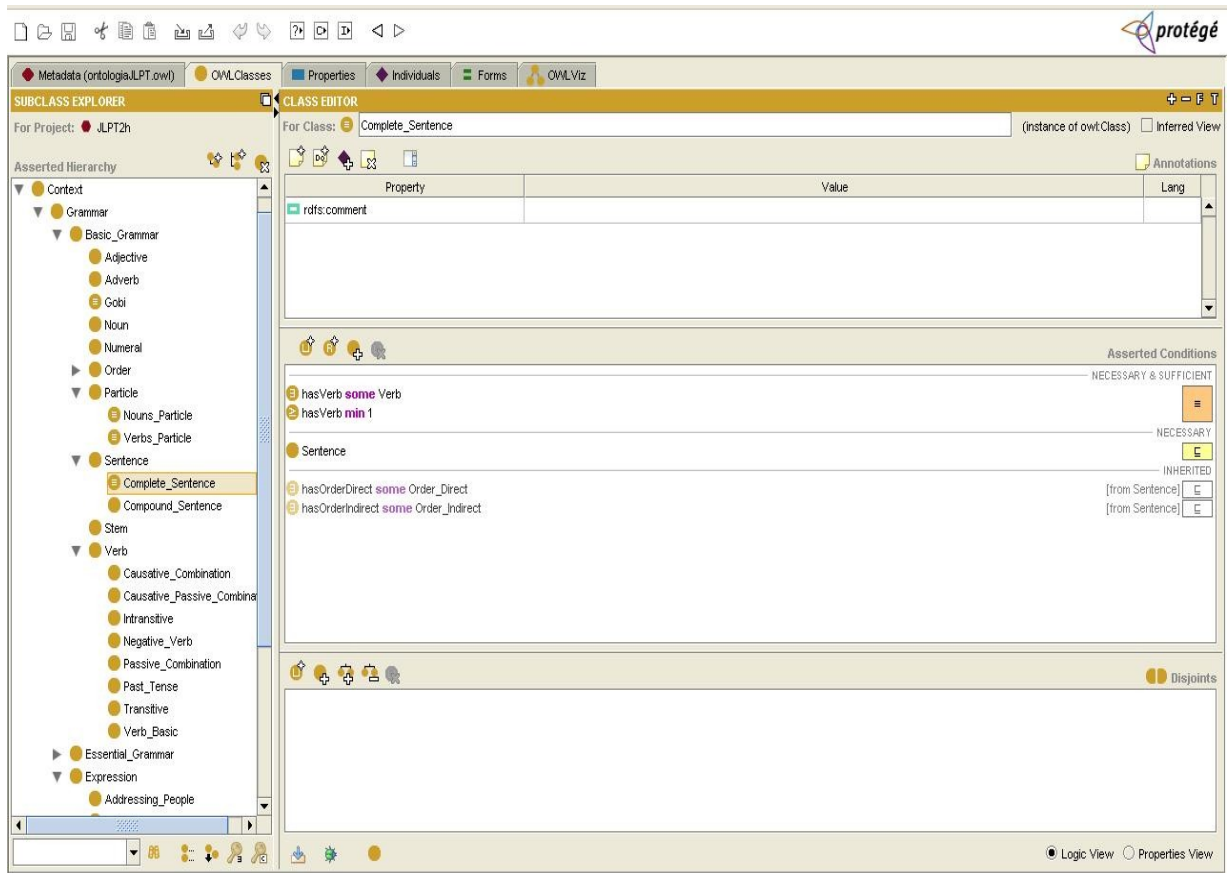 protégé
Metadata (ontologiaJLPT.owl) OWLClasses Properties Individuals Forms OWLViz
SUBCLASS EXPLORER
For Project: JLPT2h
Asserted Hierarchy
Context
Grammar
Basic_Grammar
Adjective
Adverb
Gobi
Noun
Numeral
Order
Particle
Nouns_Particle
Verbs_Particle
Sentence
Complete_Sentence
Compound_Sentence
Stem
Verb
Causative_Combination
Causative_Passive_Combina
Intransitive
Negative_Verb
Passive_Combination
Past_Tense
Transitive
Verb_Basic
Essential_Grammar
Expression
Addressing_People
CLASS EDITOR
For Class: Complete_Sentence (instance of owl:Class) Inferred View
Annotations
Property Value Lang
rdfs:comment
Asserted Conditions
NECESSARY & SUFFICIENT
hasVerb some Verb
hasVerb min 1
NECESSARY
Sentence
INHERITED
hasOrderDirect some Order_Direct [from Sentence]
hasOrderIndirect some Order_Indirect [from Sentence]
Disjoints
Logic View Properties View